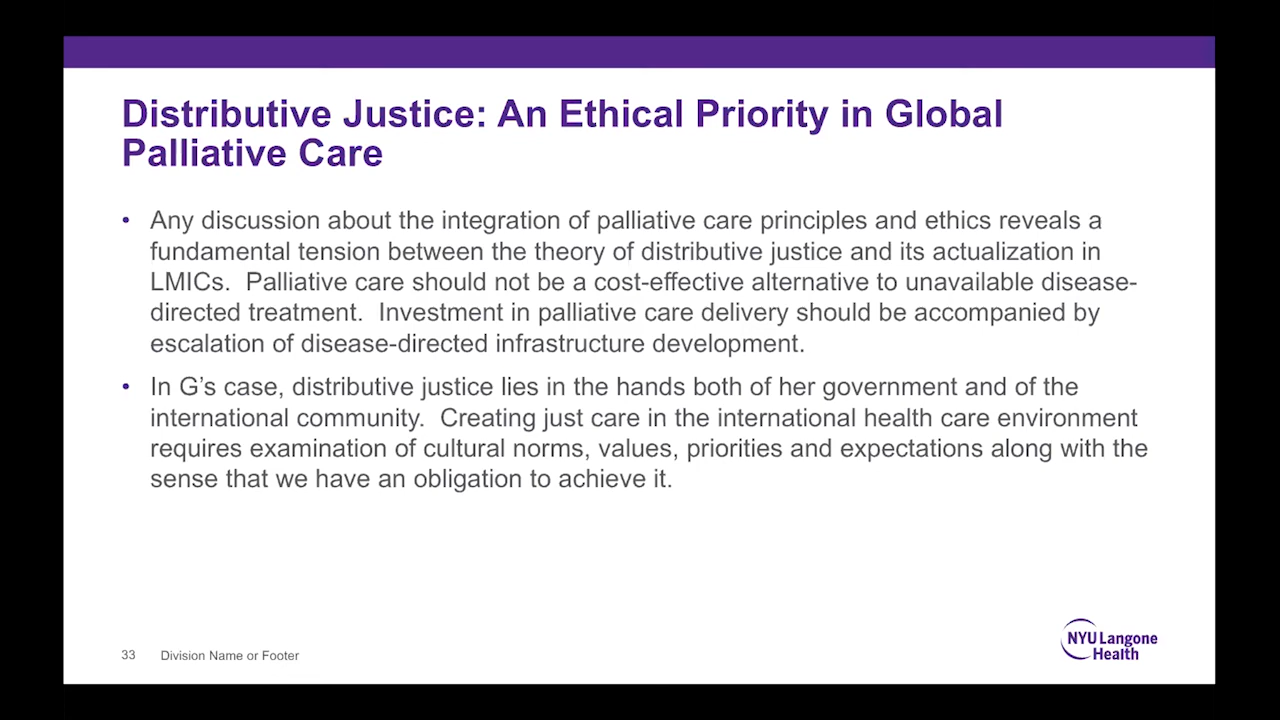 Distributive Justice: An Ethical Priority in Global
Palliative Care
• Any discussion about the integration of palliative care principles and ethics reveals a
fundamental tension between the theory of distributive justice and its actualization in
LMICs.  Palliative care should not be a cost-effective alternative to unavailable disease-
directed treatment.  Investment in palliative care delivery should be accompanied by
escalation of disease-directed infrastructure development.
• In G’s case, distributive justice lies in the hands both of her government and of the
international community.  Creating just care in the international health care environment
requires examination of cultural norms, values, priorities and expectations along with the
sense that we have an obligation to achieve it.
33 Division Name or Footer
NYU Langone
Health